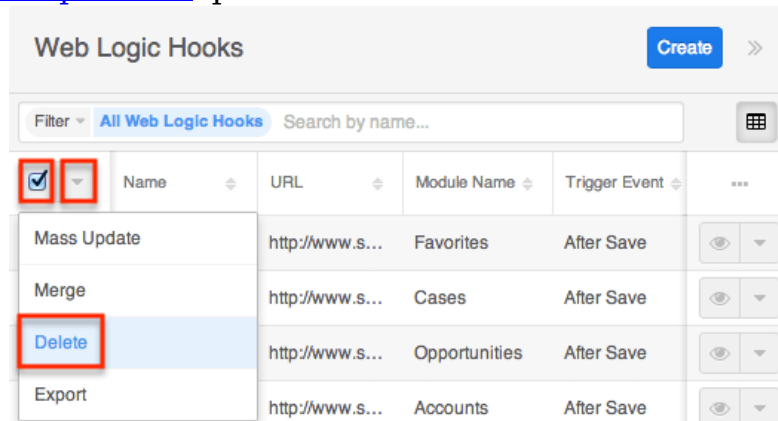 Web Logic Hooks Create
Filter All Web Logic Hooks Search by name...
Name URL Module Name Trigger Event
Mass Update http://www.s... Favorites After Save
Merge http://www.s... Cases After Save
Delete http://www.s... Opportunities After Save
Export http://www.s... Accounts After Save